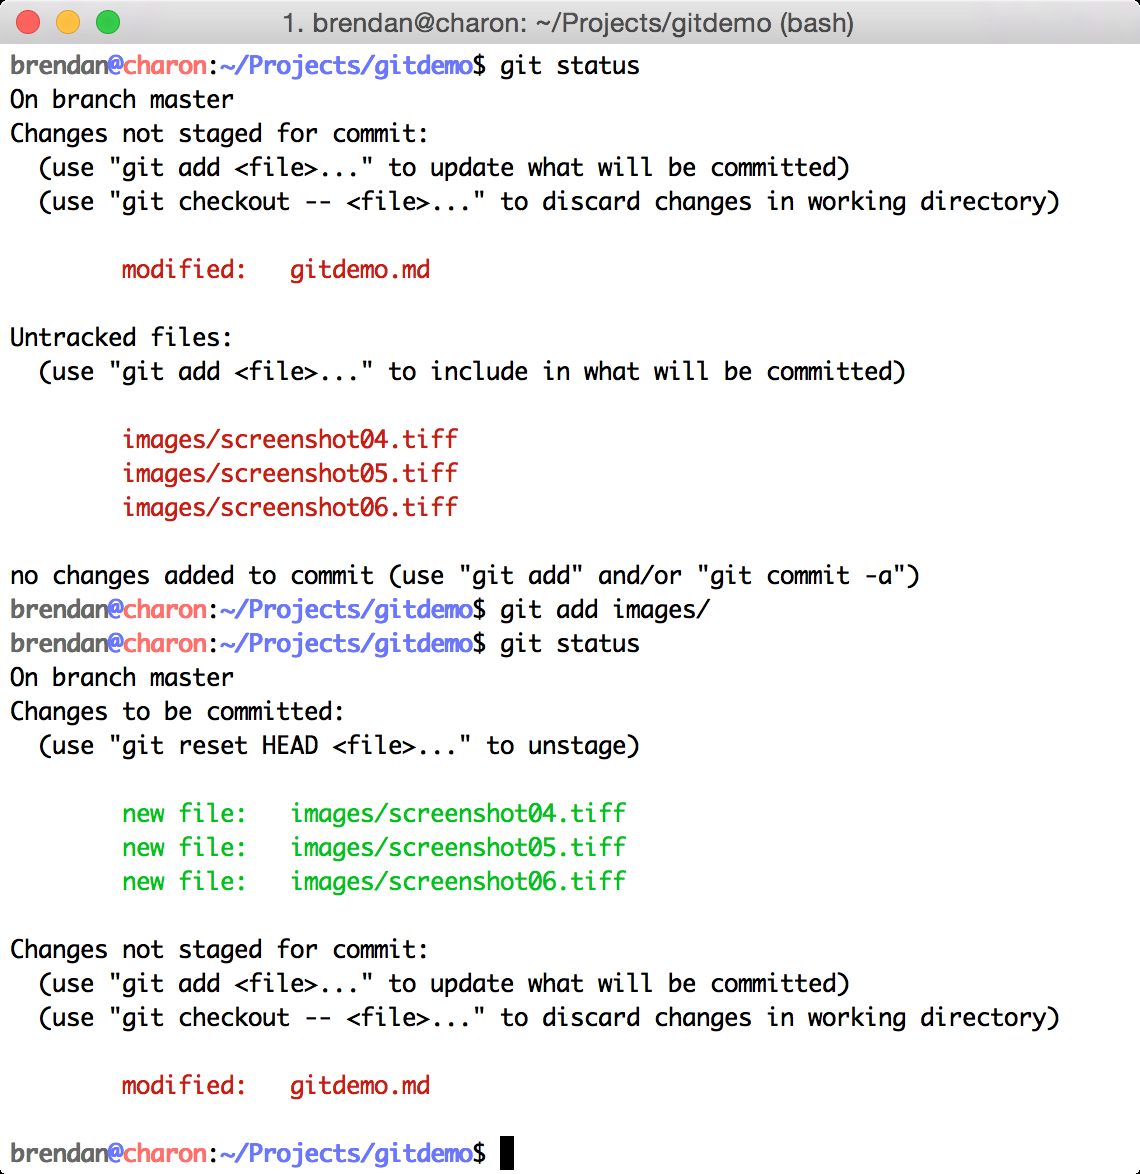 1. brendan@charon: ~/Projects/gitdemo (bash)
brendan@charon:~/Projects/gitdemo$ git status
On branch master
Changes not staged for commit:
  (use "git add <file>..." to update what will be committed)
  (use "git checkout -- <file>..." to discard changes in working directory)

        modified:   gitdemo.md

Untracked files:
  (use "git add <file>..." to include in what will be committed)

        images/screenshot04.tiff
        images/screenshot05.tiff
        images/screenshot06.tiff

no changes added to commit (use "git add" and/or "git commit -a")
brendan@charon:~/Projects/gitdemo$ git add images/
brendan@charon:~/Projects/gitdemo$ git status
On branch master
Changes to be committed:
  (use "git reset HEAD <file>..." to unstage)

        new file:   images/screenshot04.tiff
        new file:   images/screenshot05.tiff
        new file:   images/screenshot06.tiff

Changes not staged for commit:
  (use "git add <file>..." to update what will be committed)
  (use "git checkout -- <file>..." to discard changes in working directory)

        modified:   gitdemo.md

brendan@charon:~/Projects/gitdemo$